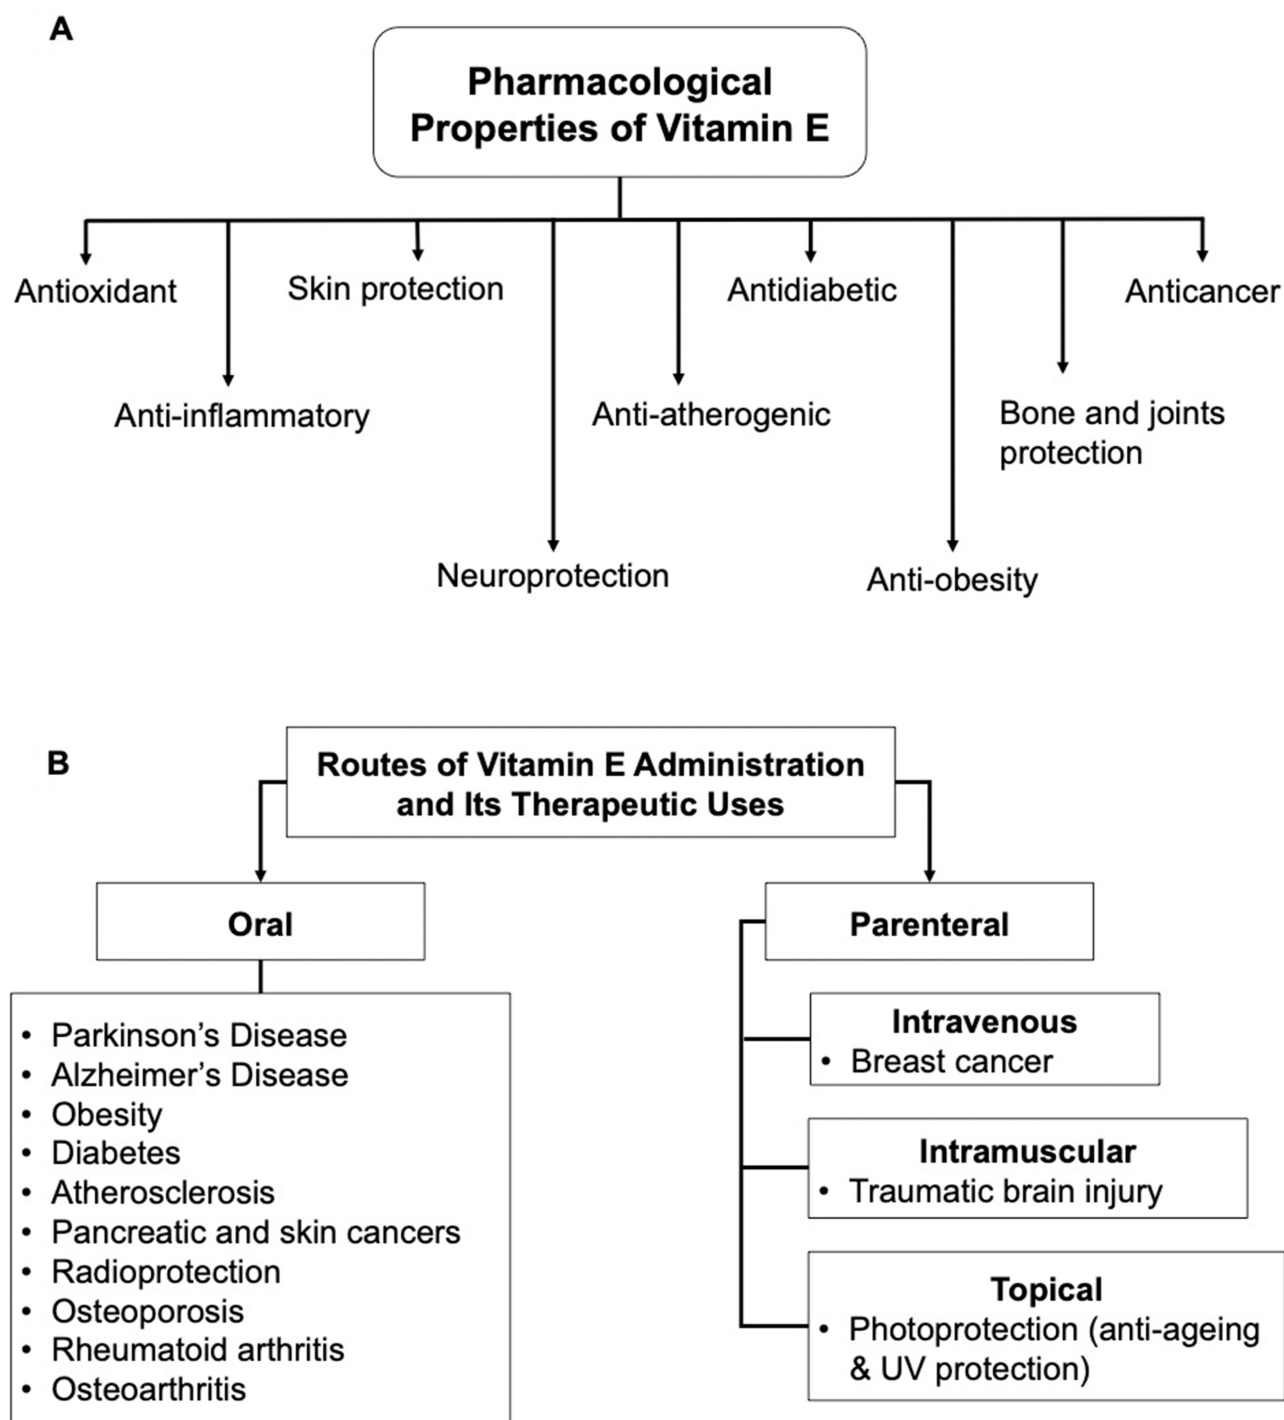 A
Pharmacological
Properties of Vitamin E
Antioxidant
Skin protection
Antidiabetic
Anticancer
Anti-inflammatory
Anti-atherogenic
Bone and joints
protection
Neuroprotection
Anti-obesity
B
Routes of Vitamin E Administration
and Its Therapeutic Uses
Oral
• Parkinson’s Disease
• Alzheimer’s Disease
• Obesity
• Diabetes
• Atherosclerosis
• Pancreatic and skin cancers
• Radioprotection
• Osteoporosis
• Rheumatoid arthritis
• Osteoarthritis
Parenteral
Intravenous
• Breast cancer
Intramuscular
• Traumatic brain injury
Topical
• Photoprotection (anti-ageing
& UV protection)